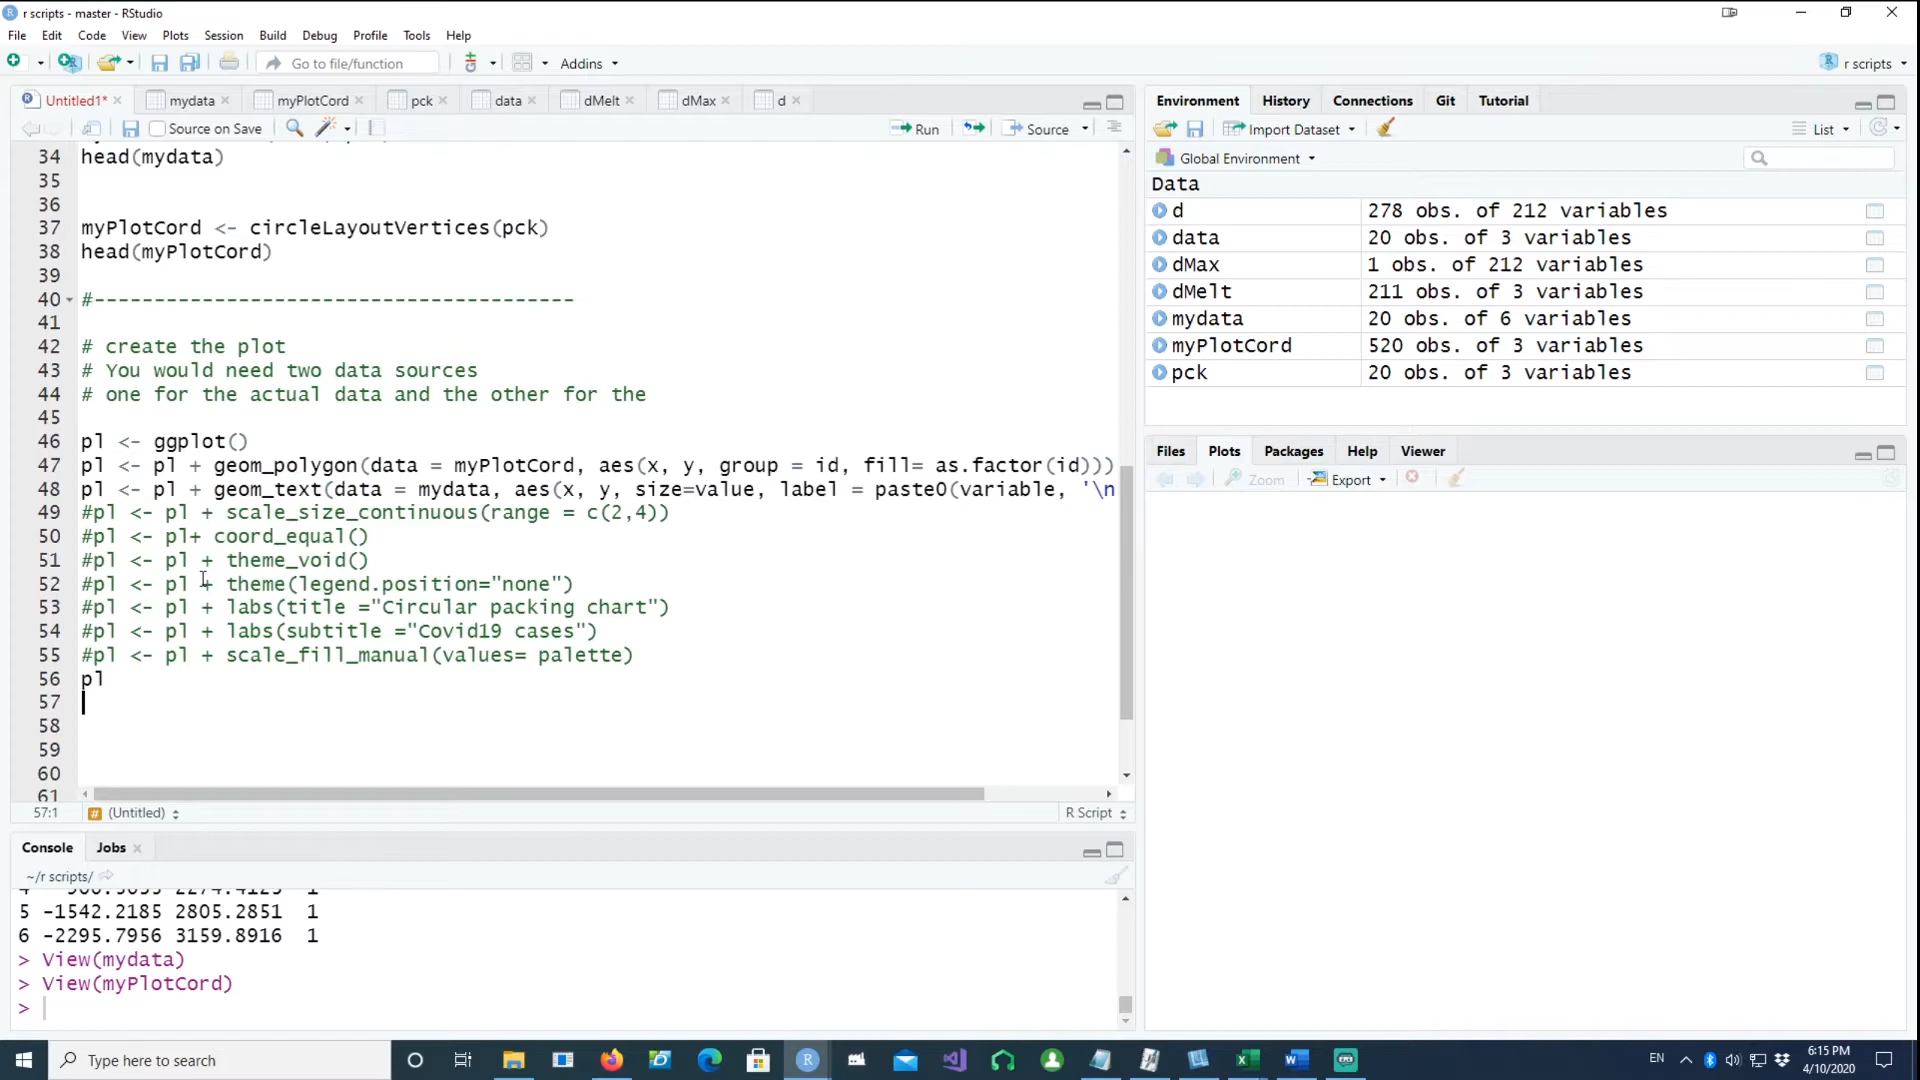 r scripts - master - RStudio
File Edit Code View Plots Session Build Debug Profile Tools Help
Go to file/function Addins r scripts
Untitled1* mydata myPlotCord pck data dMelt dMax d
Source on Save Run Source
34 head(mydata)
35
36
37 myPlotCord <- circleLayoutVertices(pck)
38 head(myPlotCord)
39
40 #----------------------------------------
41
42 # create the plot
43 # You would need two data sources
44 # one for the actual data and the other for the
45
46 pl <- ggplot()
47 pl <- pl + geom_polygon(data = myPlotCord, aes(x, y, group = id, fill= as.factor(id)))
48 pl <- pl + geom_text(data = mydata, aes(x, y, size=value, label = paste0(variable, '\n
49 #pl <- pl + scale_size_continuous(range = c(2,4))
50 #pl <- pl+ coord_equal()
51 #pl <- pl + theme_void()
52 #pl <- pl + theme(legend.position="none")
53 #pl <- pl + labs(title ="Circular packing chart")
54 #pl <- pl + labs(subtitle ="Covid19 cases")
55 #pl <- pl + scale_fill_manual(values= palette)
56 pl
57
58
59
60
61
57:1 (Untitled) R Script
Console Jobs
~/r scripts/
5 -1542.2185 2805.2851 1
6 -2295.7956 3159.8916 1
> View(mydata)
> View(myPlotCord)
>
Environment History Connections Git Tutorial
Import Dataset List
Global Environment
Data
d 278 obs. of 212 variables
data 20 obs. of 3 variables
dMax 1 obs. of 212 variables
dMelt 211 obs. of 3 variables
mydata 20 obs. of 6 variables
myPlotCord 520 obs. of 3 variables
pck 20 obs. of 3 variables
Files Plots Packages Help Viewer
Zoom Export
Type here to search
EN
6:15 PM
4/10/2020